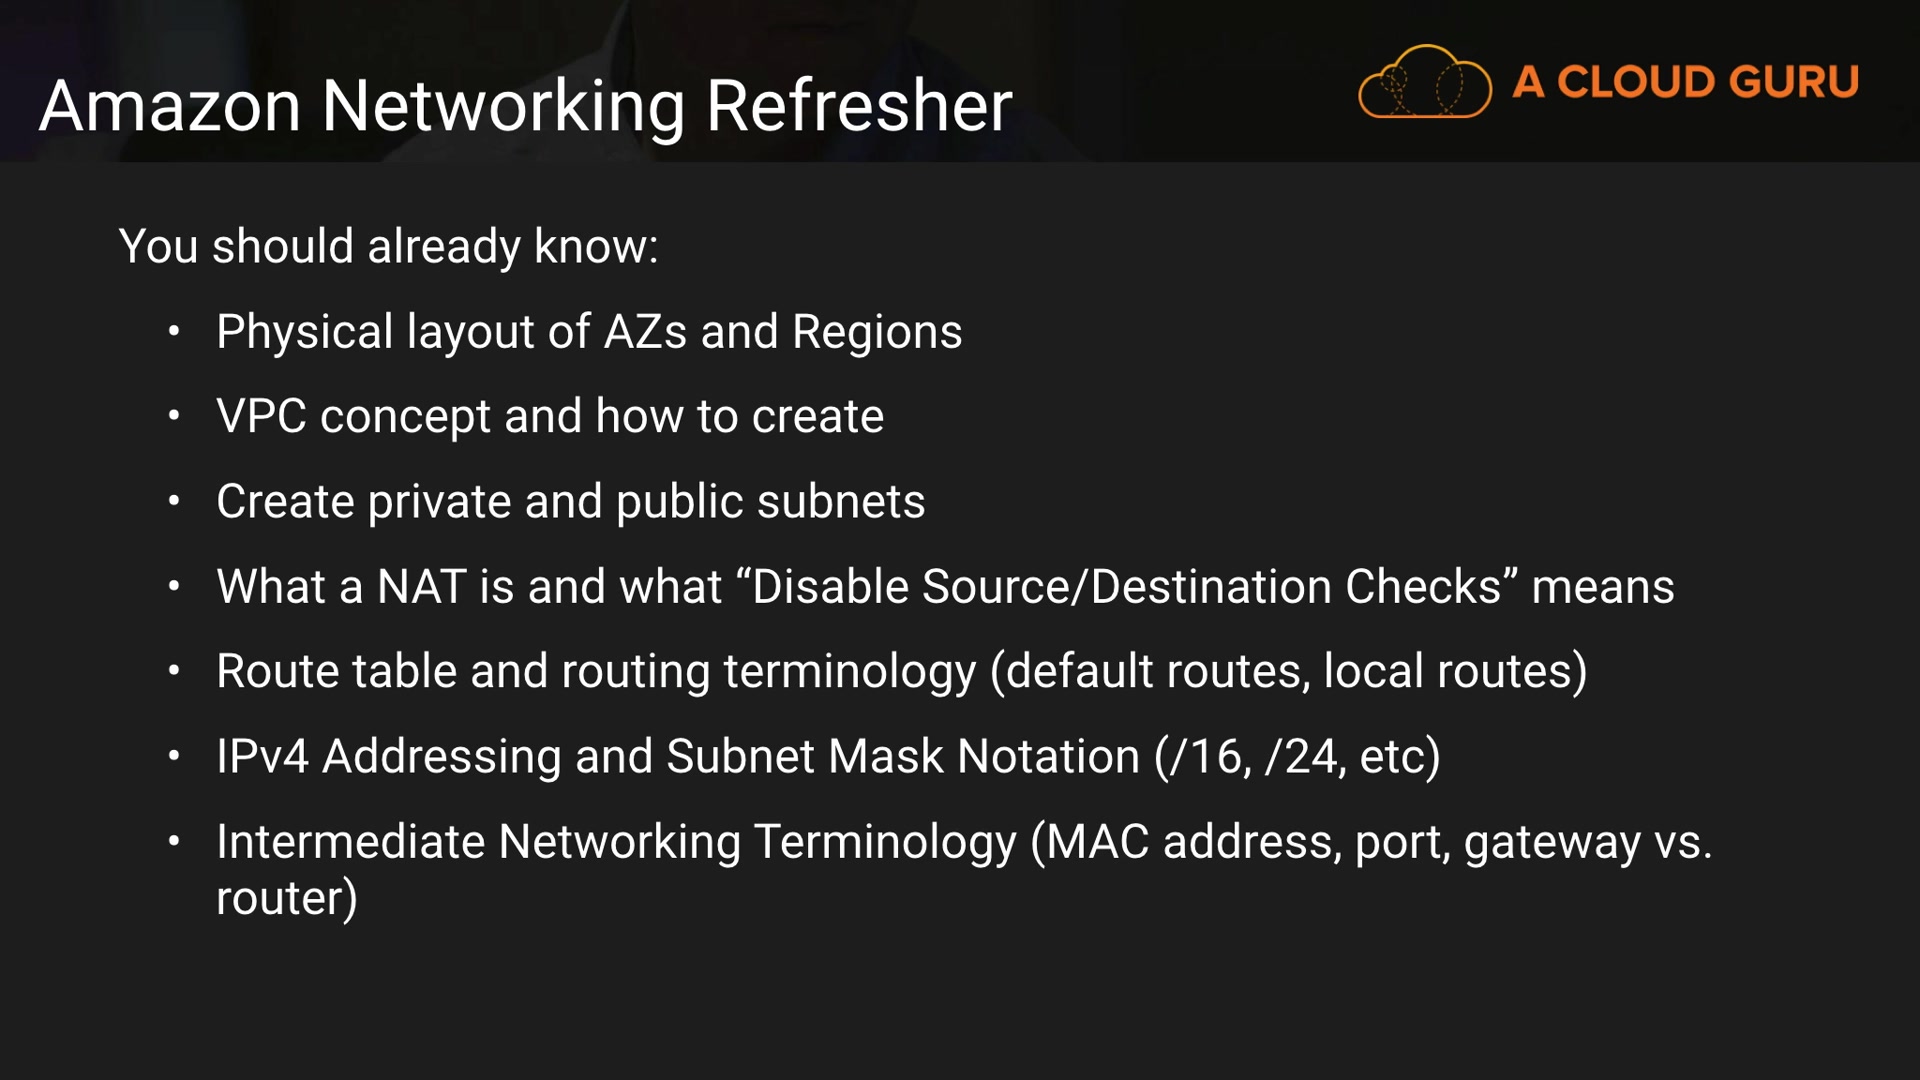 Amazon Networking Refresher
A CLOUD GURU
You should already know:
• Physical layout of AZs and Regions
• VPC concept and how to create
• Create private and public subnets
• What a NAT is and what “Disable Source/Destination Checks” means
• Route table and routing terminology (default routes, local routes)
• IPv4 Addressing and Subnet Mask Notation (/16, /24, etc)
• Intermediate Networking Terminology (MAC address, port, gateway vs.
router)